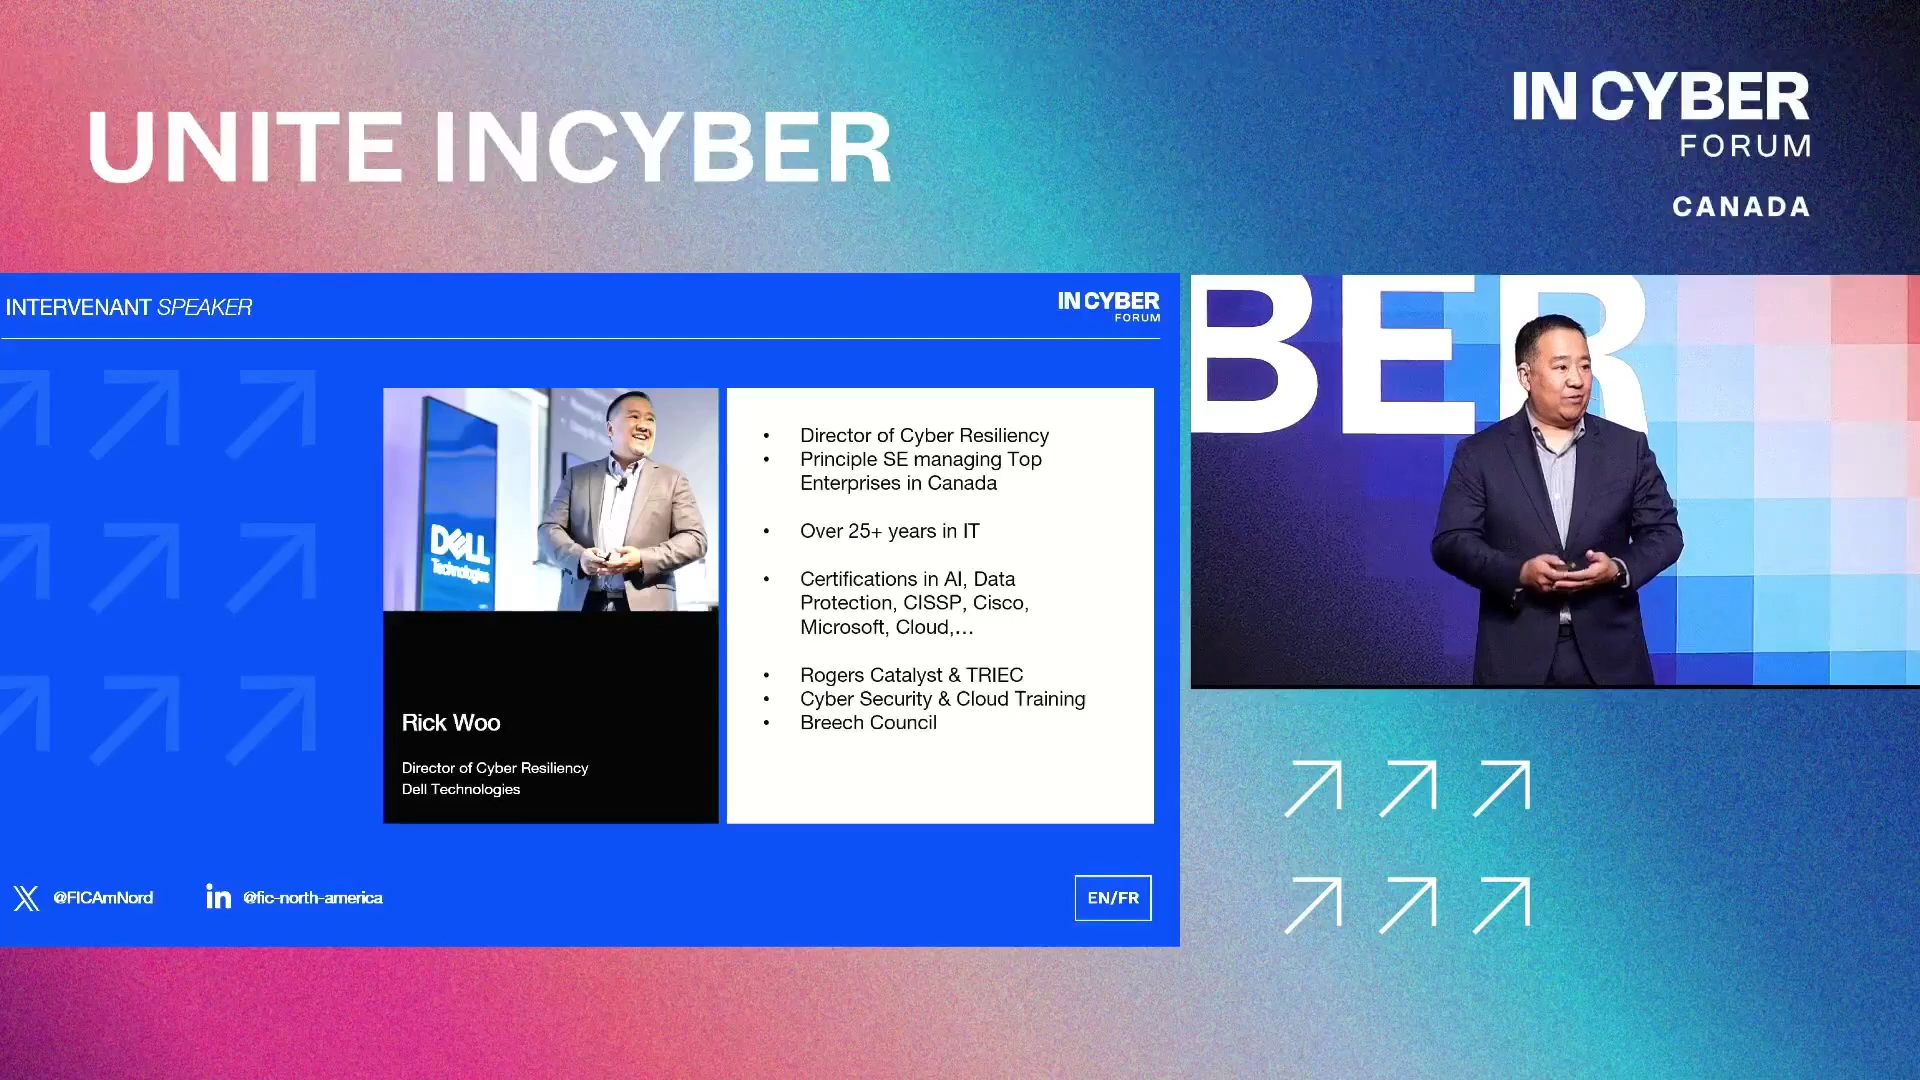 UNITE INCYBER
IN CYBER
FORUM
CANADA
INTERVENANT SPEAKER
IN CYBER
FORUM
DELL
Technologies
Rick Woo
Director of Cyber Resiliency
Dell Technologies
• Director of Cyber Resiliency
• Principle SE managing Top
Enterprises in Canada
• Over 25+ years in IT
• Certifications in AI, Data
Protection, CISSP, Cisco,
Microsoft, Cloud,...
• Rogers Catalyst & TRIEC
• Cyber Security & Cloud Training
• Breech Council
@FICAmNord
in @fic-north-america
EN/FR
BER